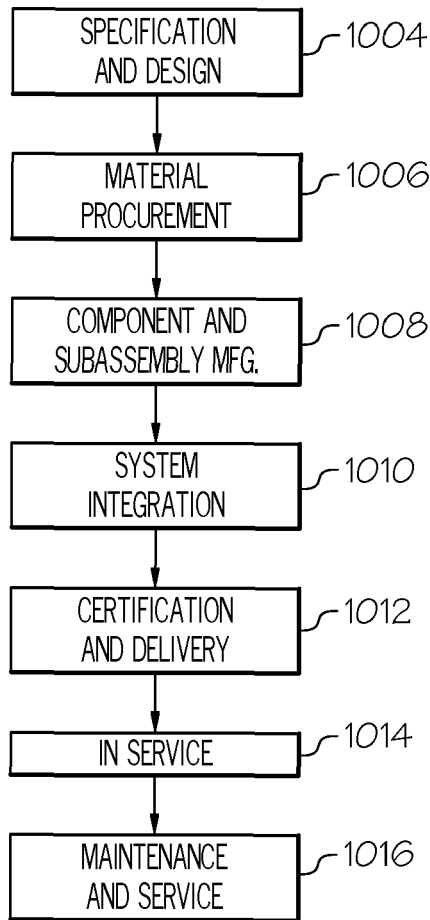 SPECIFICATION
AND DESIGN
1004
MATERIAL
PROCUREMENT
1006
COMPONENT AND
SUBASSEMBLY MFG.
1008
SYSTEM
INTEGRATION
1010
CERTIFICATION
AND DELIVERY
1012
IN SERVICE
1014
MAINTENANCE
AND SERVICE
1016